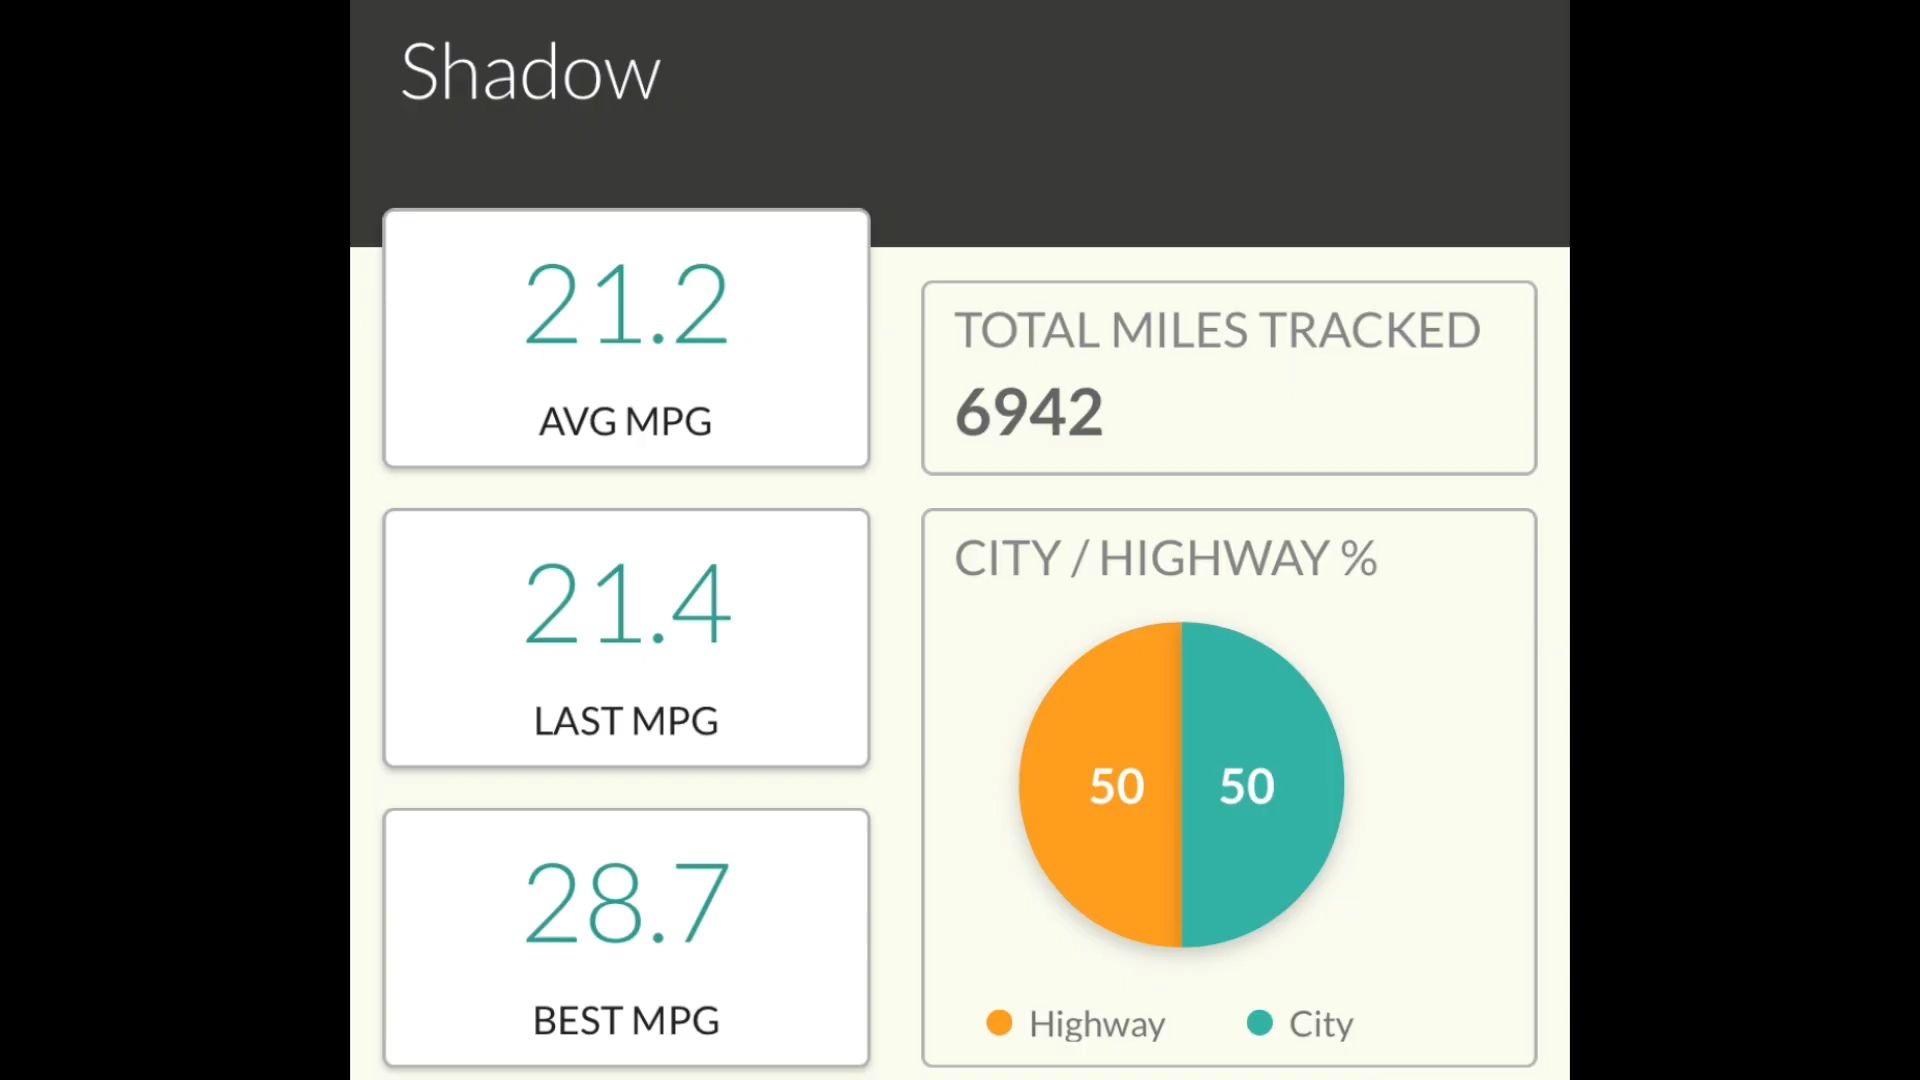 Shadow
21.2
AVG MPG
21.4
LAST MPG
28.7
BEST MPG
TOTAL MILES TRACKED
6942
CITY / HIGHWAY %
50 50
Highway City